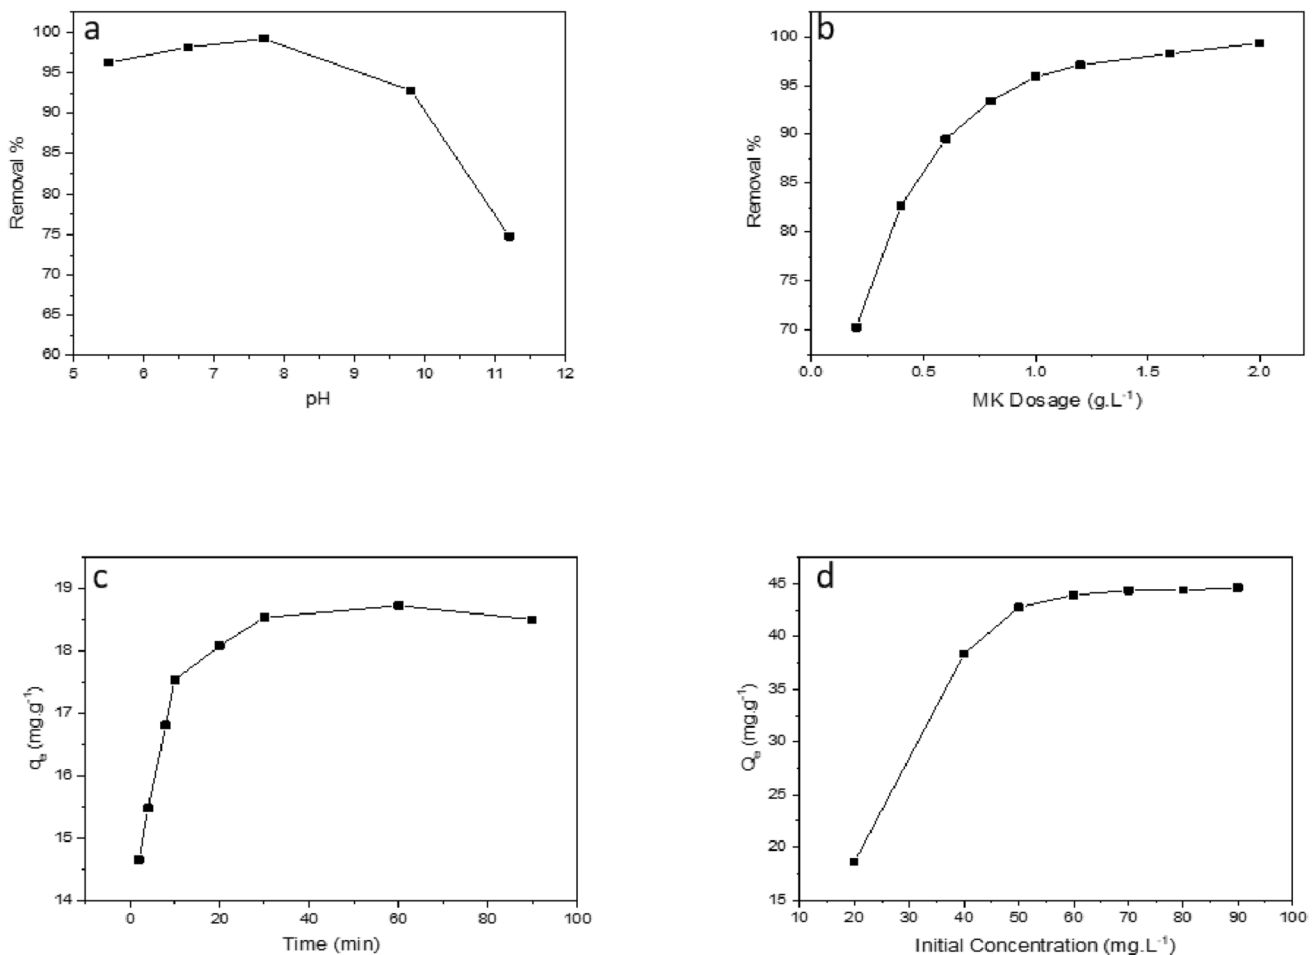 a
100
95
90
85
80
75
70
65
60
Removal %
5 6 7 8 9 10 11 12
pH
b
100
95
90
85
80
75
70
Removal %
0.0 0.5 1.0 1.5 2.0
MK Dosage (g.L⁻¹)
c
19
18
17
16
15
14
qₑ (mg.g⁻¹)
0 20 40 60 80 100
Time (min)
d
45
40
35
30
25
20
15
Qₑ (mg.g⁻¹)
10 20 30 40 50 60 70 80 90 100
Initial Concentration (mg.L⁻¹)